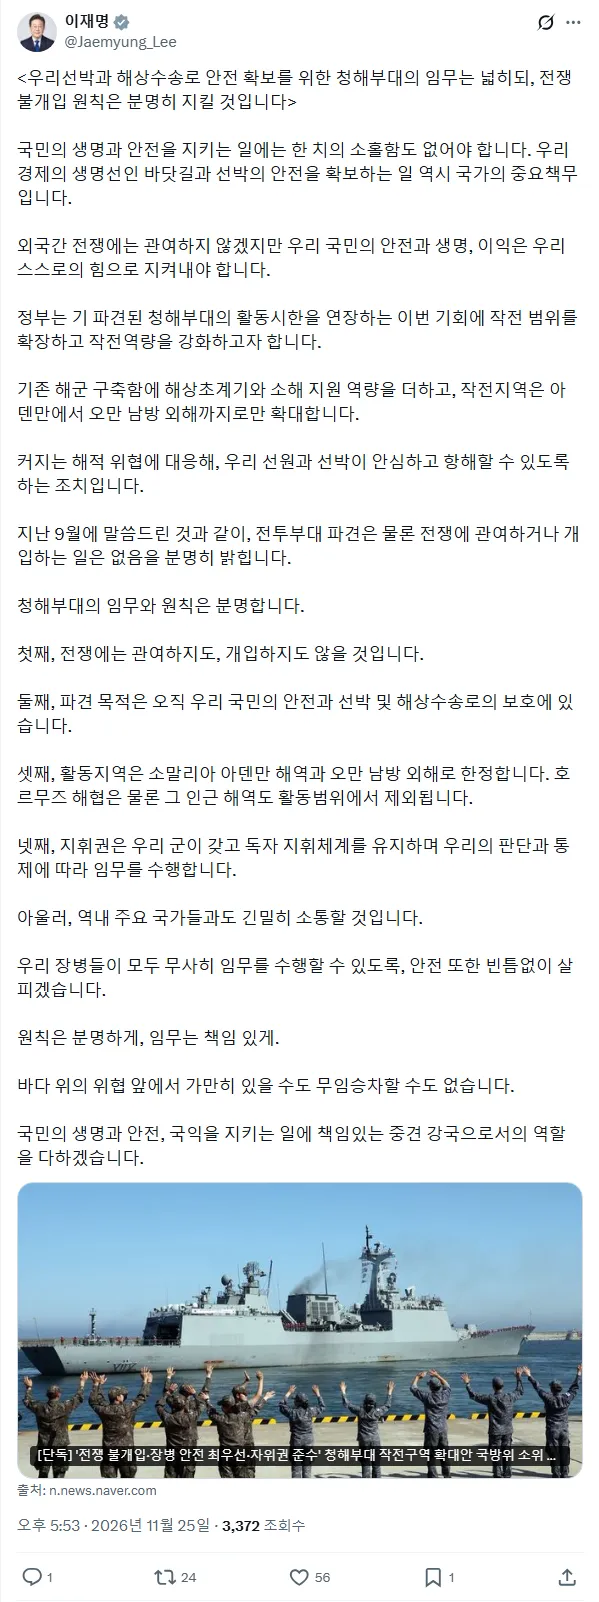 이재명
@Jaemyung_Lee
<우리선박과 해상수송로 안전 확보를 위한 청해부대의 임무는 넓히되, 전쟁
불개입 원칙은 분명히 지킬 것입니다>
국민의 생명과 안전을 지키는 일에는 한 치의 소홀함도 없어야 합니다. 우리
경제의 생명선인 바닷길과 선박의 안전을 확보하는 일 역시 국가의 중요책무
입니다.
외국간 전쟁에는 관여하지 않겠지만 우리 국민의 안전과 생명, 이익은 우리
스스로의 힘으로 지켜내야 합니다.
정부는 기 파견된 청해부대의 활동시한을 연장하는 이번 기회에 작전 범위를
확장하고 작전역량을 강화하고자 합니다.
기존 해군 구축함에 해상초계기와 소해 지원 역량을 더하고, 작전지역은 아
덴만에서 오만 남방 외해까지로만 확대합니다.
커지는 해적 위협에 대응해, 우리 선원과 선박이 안심하고 항해할 수 있도록
하는 조치입니다.
지난 9월에 말씀드린 것과 같이, 전투부대 파견은 물론 전쟁에 관여하거나 개
입하는 일은 없음을 분명히 밝힙니다.
청해부대의 임무와 원칙은 분명합니다.
첫째, 전쟁에는 관여하지도, 개입하지도 않을 것입니다.
둘째, 파견 목적은 오직 우리 국민의 안전과 선박 및 해상수송로의 보호에 있
습니다.
셋째, 활동지역은 소말리아 아덴만 해역과 오만 남방 외해로 한정합니다. 호
르무즈 해협은 물론 그 인근 해역도 활동범위에서 제외됩니다.
넷째, 지휘권은 우리 군이 갖고 독자 지휘체계를 유지하며 우리의 판단과 통
제에 따라 임무를 수행합니다.
아울러, 역내 주요 국가들과도 긴밀히 소통할 것입니다.
우리 장병들이 모두 무사히 임무를 수행할 수 있도록, 안전 또한 빈틈없이 살
피겠습니다.
원칙은 분명하게, 임무는 책임 있게.
바다 위의 위협 앞에서 가만히 있을 수도 무임승차할 수도 없습니다.
국민의 생명과 안전, 국익을 지키는 일에 책임있는 중견 강국으로서의 역할
을 다하겠습니다.
[단독] '전쟁 불개입·장병 안전 최우선·자위권 준수' 청해부대 작전구역 확대안 국방위 소위 ...
출처: n.news.naver.com
오후 5:53 · 2026년 11월 25일 · 3,372 조회수
1 24 56 1